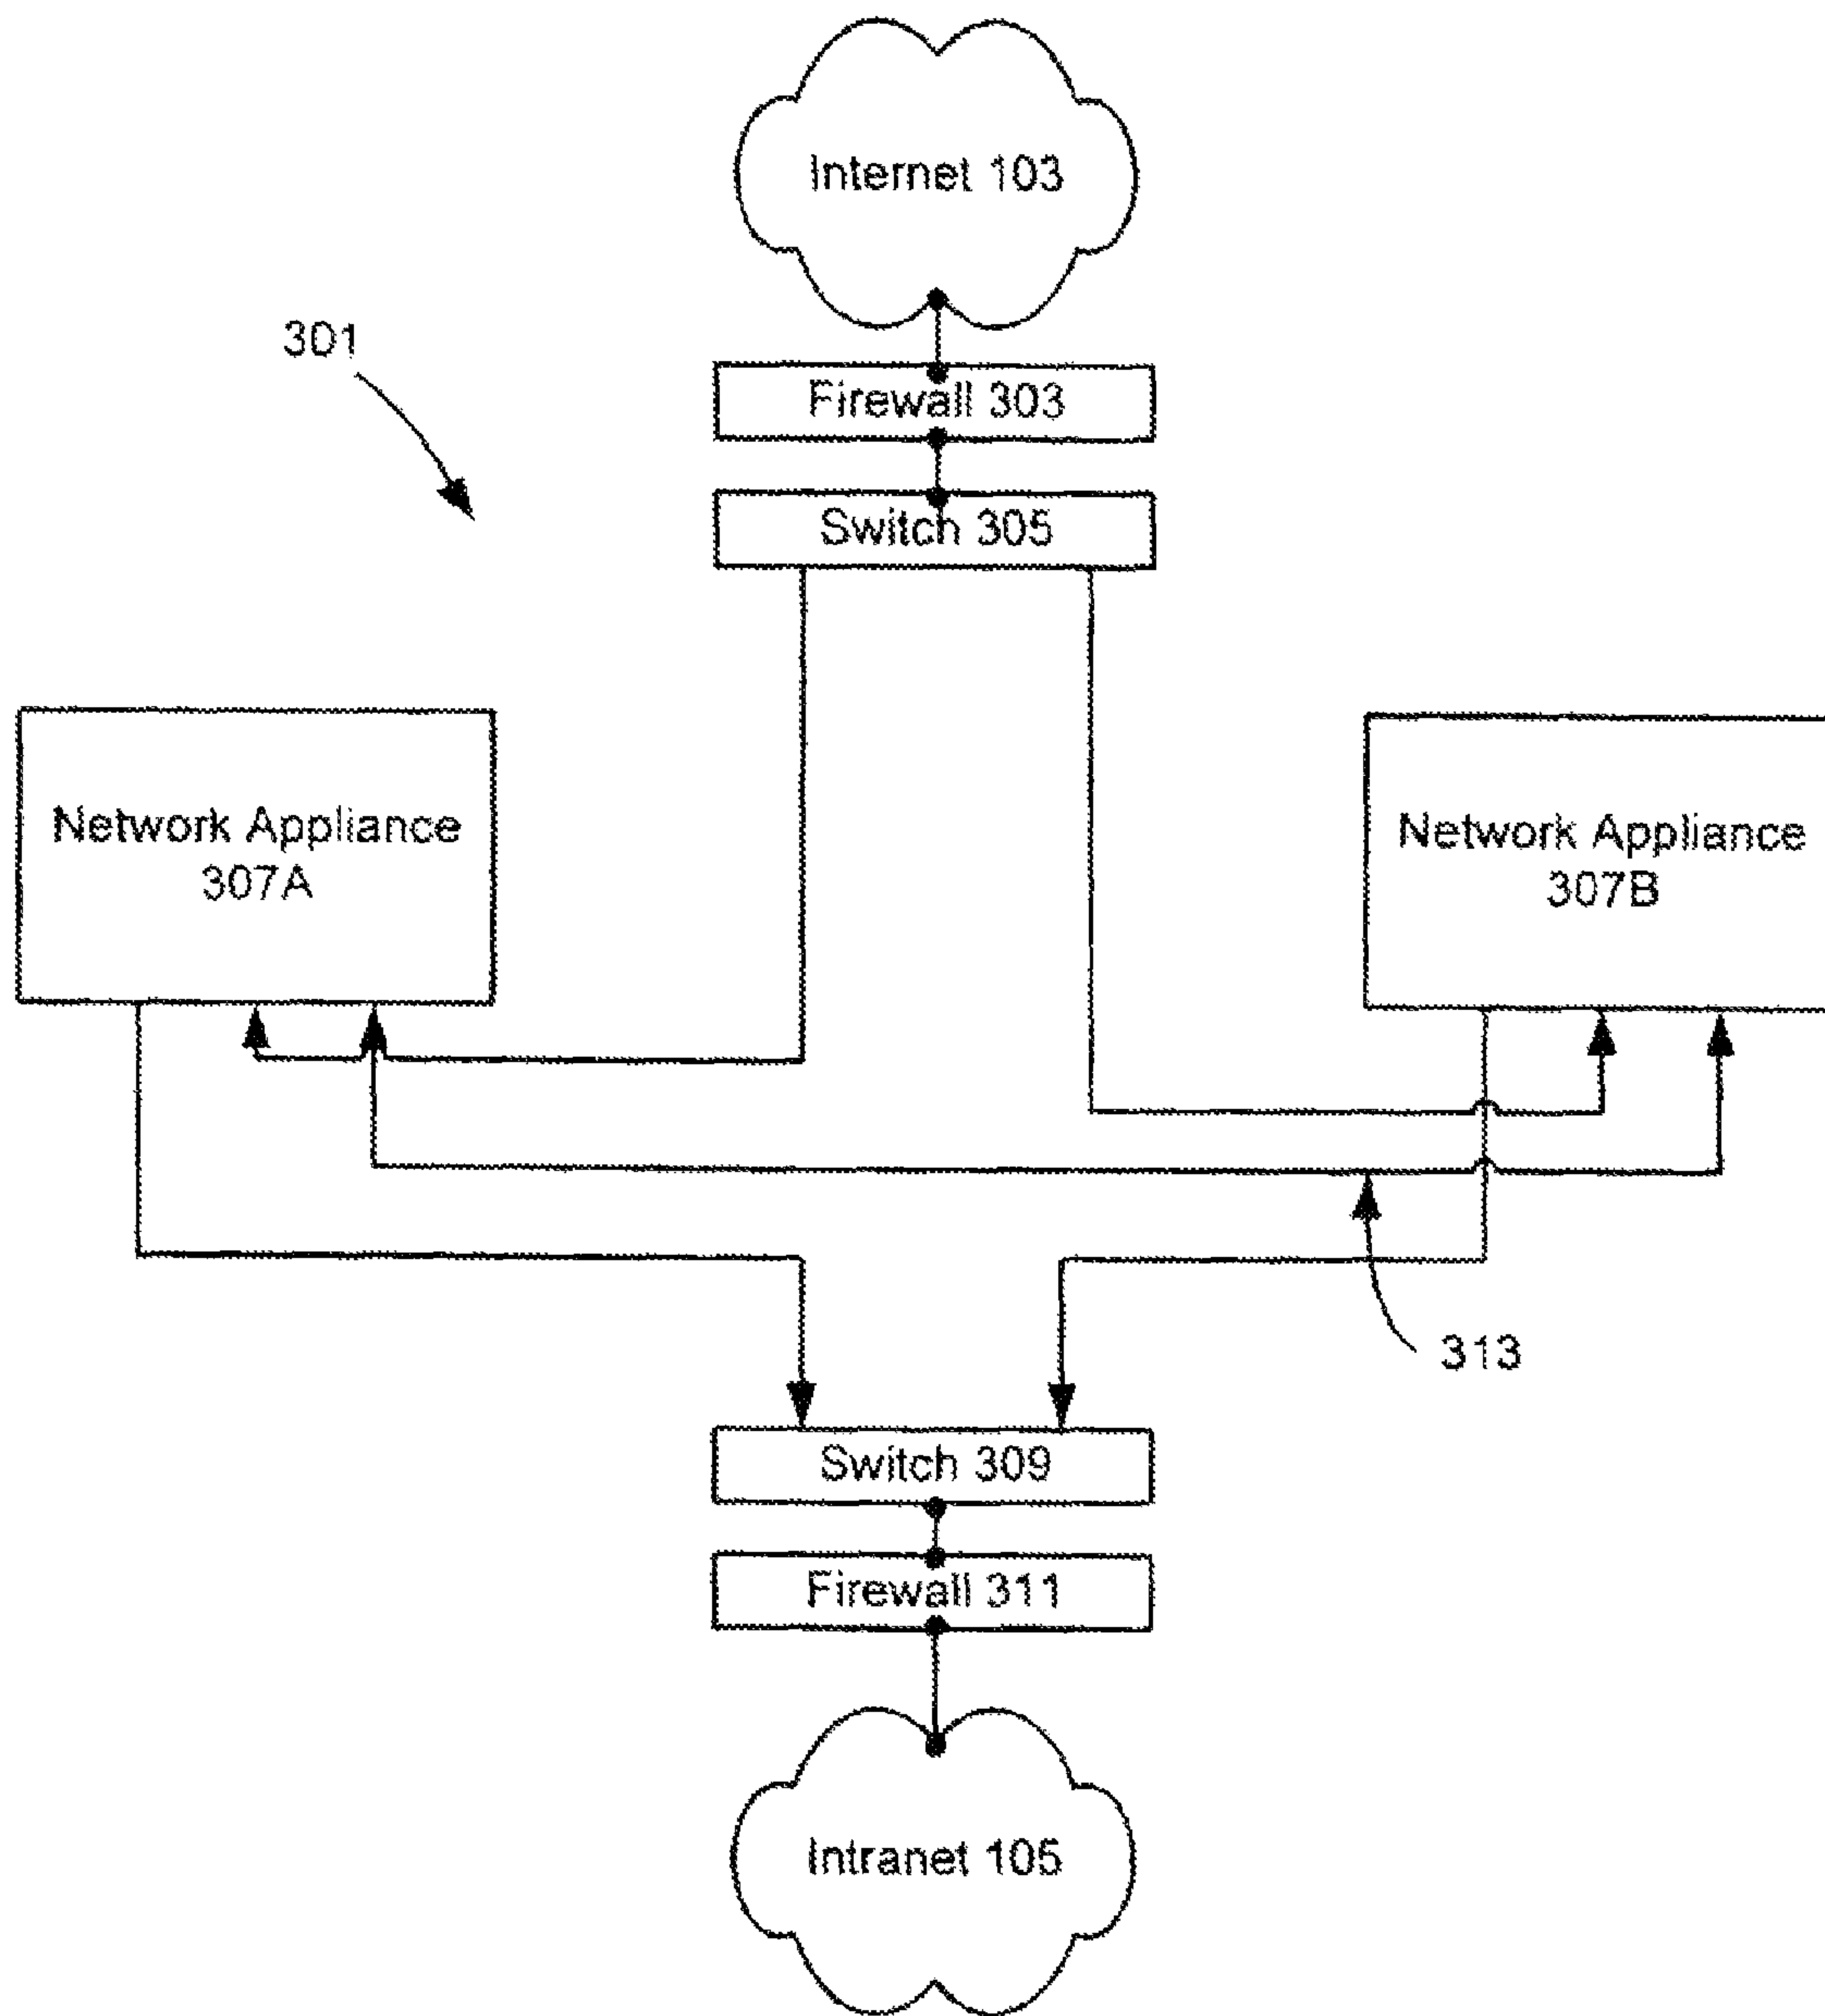 Internet 103
301
Firewall 303
Switch 305
Network Appliance
307A
Network Appliance
307B
313
Switch 309
Firewall 311
Intranet 105